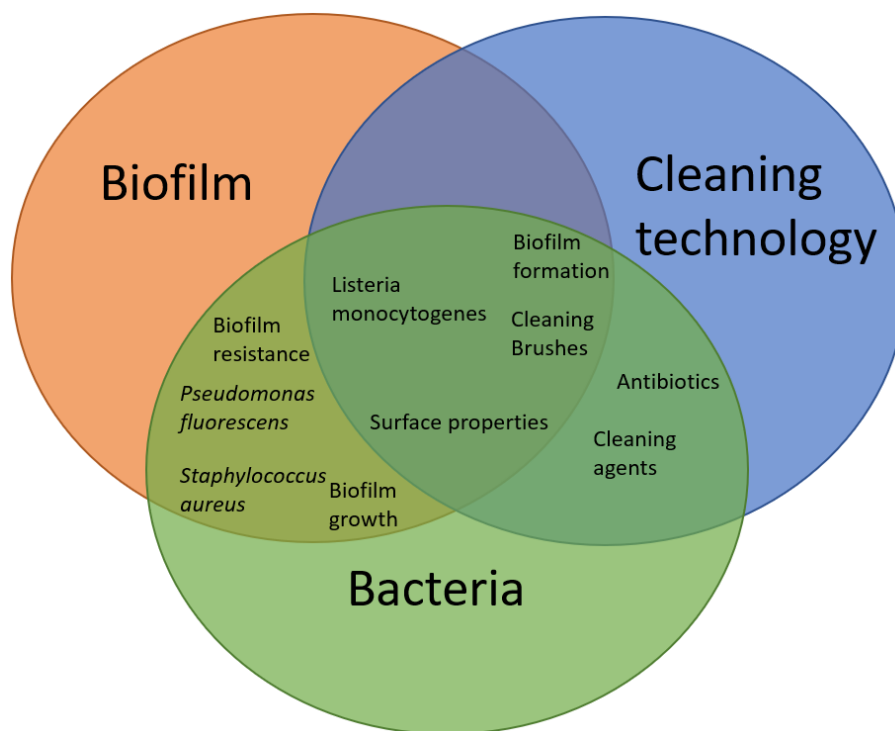 Biofilm
Cleaning
technology
Biofilm
formation
Listeria
monocytogenes
Cleaning
Brushes
Biofilm
resistance
Antibiotics
Pseudomonas
fluorescens
Surface properties
Cleaning
agents
Staphylococcus
aureus
Biofilm
growth
Bacteria